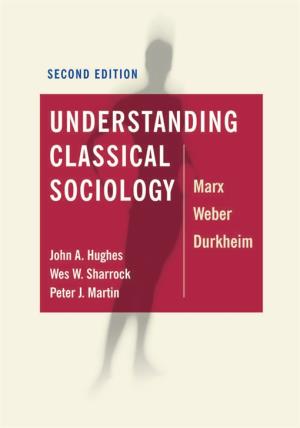 SECOND EDITION
UNDERSTANDING
CLASSICAL
SOCIOLOGY
Marx
Weber
Durkheim
John A. Hughes
Wes W. Sharrock
Peter J. Martin